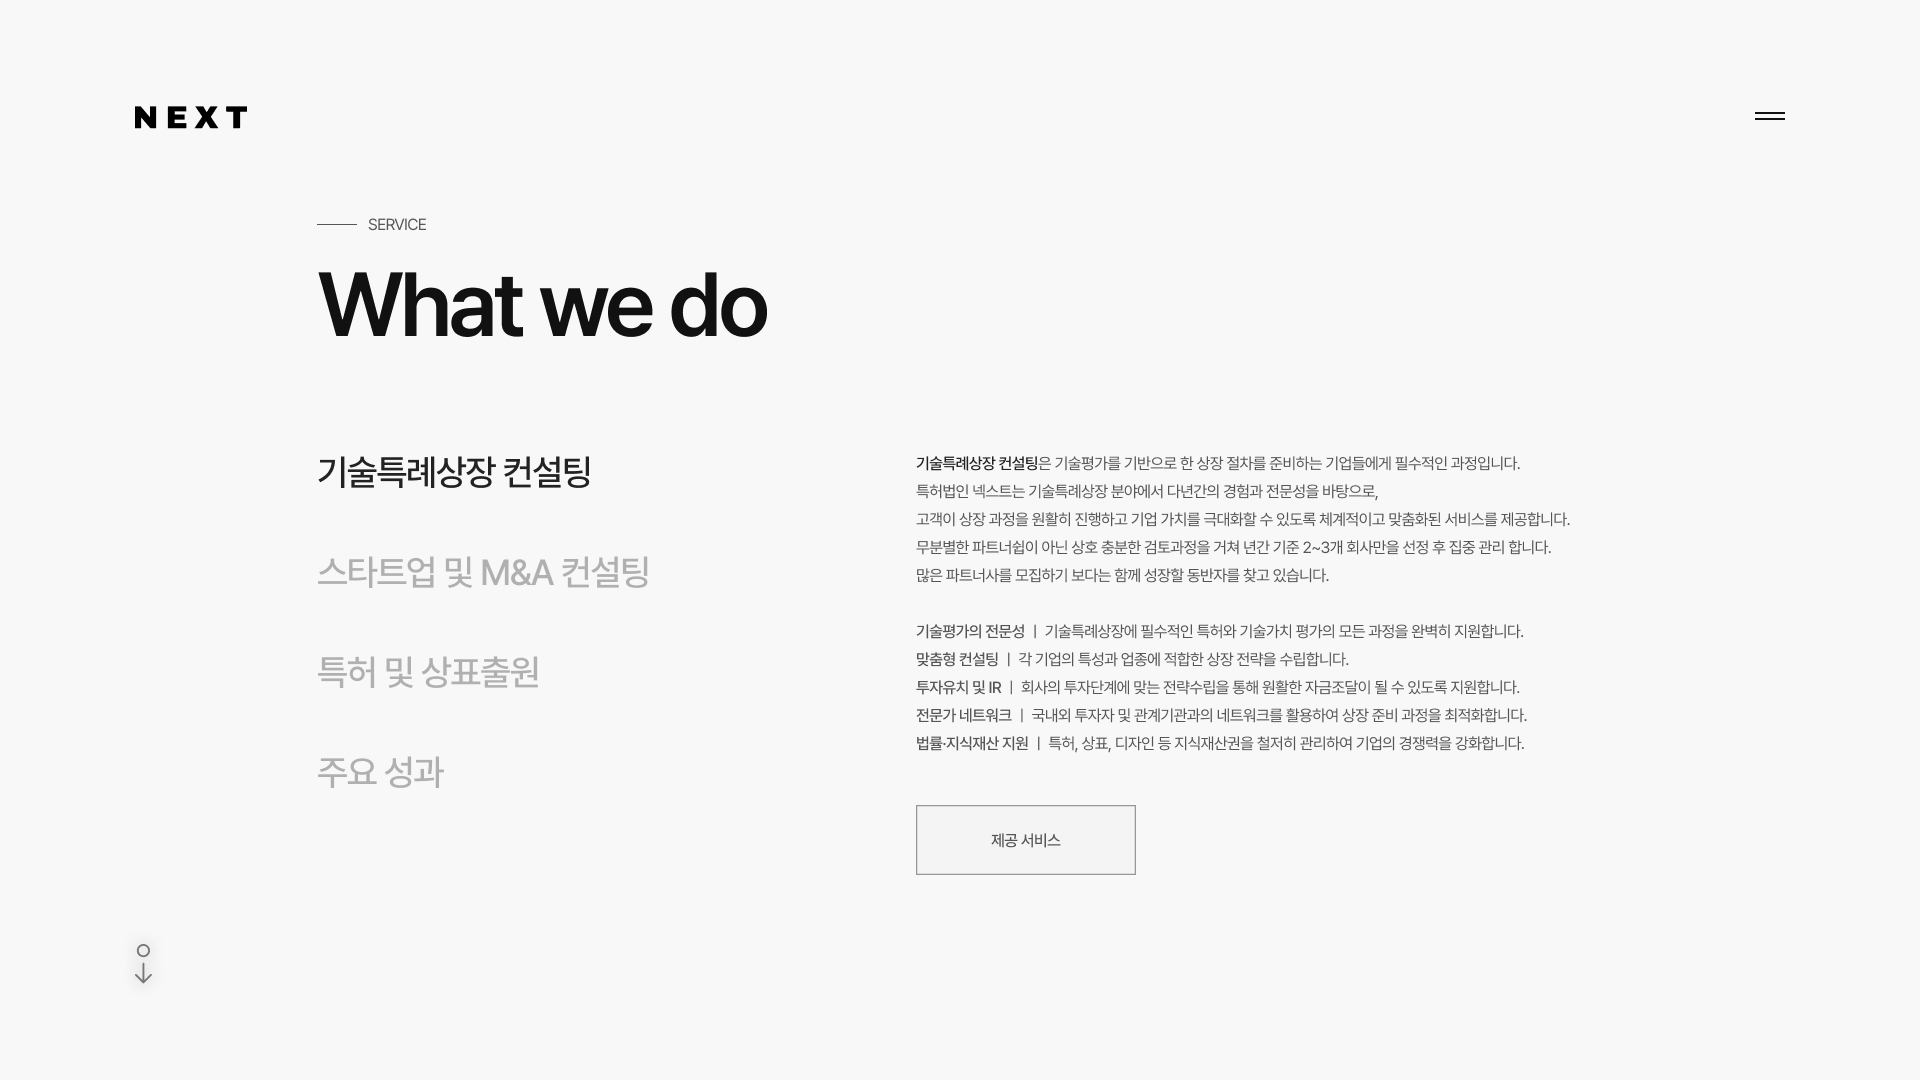 NEXT
SERVICE
What we do
기술특례상장 컨설팅
스타트업 및 M&A 컨설팅
특허 및 상표출원
주요 성과
기술특례상장 컨설팅은 기술평가를 기반으로 한 상장 절차를 준비하는 기업들에게 필수적인 과정입니다.
특허법인 넥스트는 기술특례상장 분야에서 다년간의 경험과 전문성을 바탕으로,
고객이 상장 과정을 원활히 진행하고 기업 가치를 극대화할 수 있도록 체계적이고 맞춤화된 서비스를 제공합니다.
무분별한 파트너쉽이 아닌 상호 충분한 검토과정을 거쳐 년간 기준 2~3개 회사만을 선정 후 집중 관리 합니다.
많은 파트너사를 모집하기 보다는 함께 성장할 동반자를 찾고 있습니다.
기술평가의 전문성 ㅣ 기술특례상장에 필수적인 특허와 기술가치 평가의 모든 과정을 완벽히 지원합니다.
맞춤형 컨설팅 ㅣ 각 기업의 특성과 업종에 적합한 상장 전략을 수립합니다.
투자유치 및 IR ㅣ 회사의 투자단계에 맞는 전략수립을 통해 원활한 자금조달이 될 수 있도록 지원합니다.
전문가 네트워크 ㅣ 국내외 투자자 및 관계기관과의 네트워크를 활용하여 상장 준비 과정을 최적화합니다.
법률·지식재산 지원 ㅣ 특허, 상표, 디자인 등 지식재산권을 철저히 관리하여 기업의 경쟁력을 강화합니다.
제공 서비스